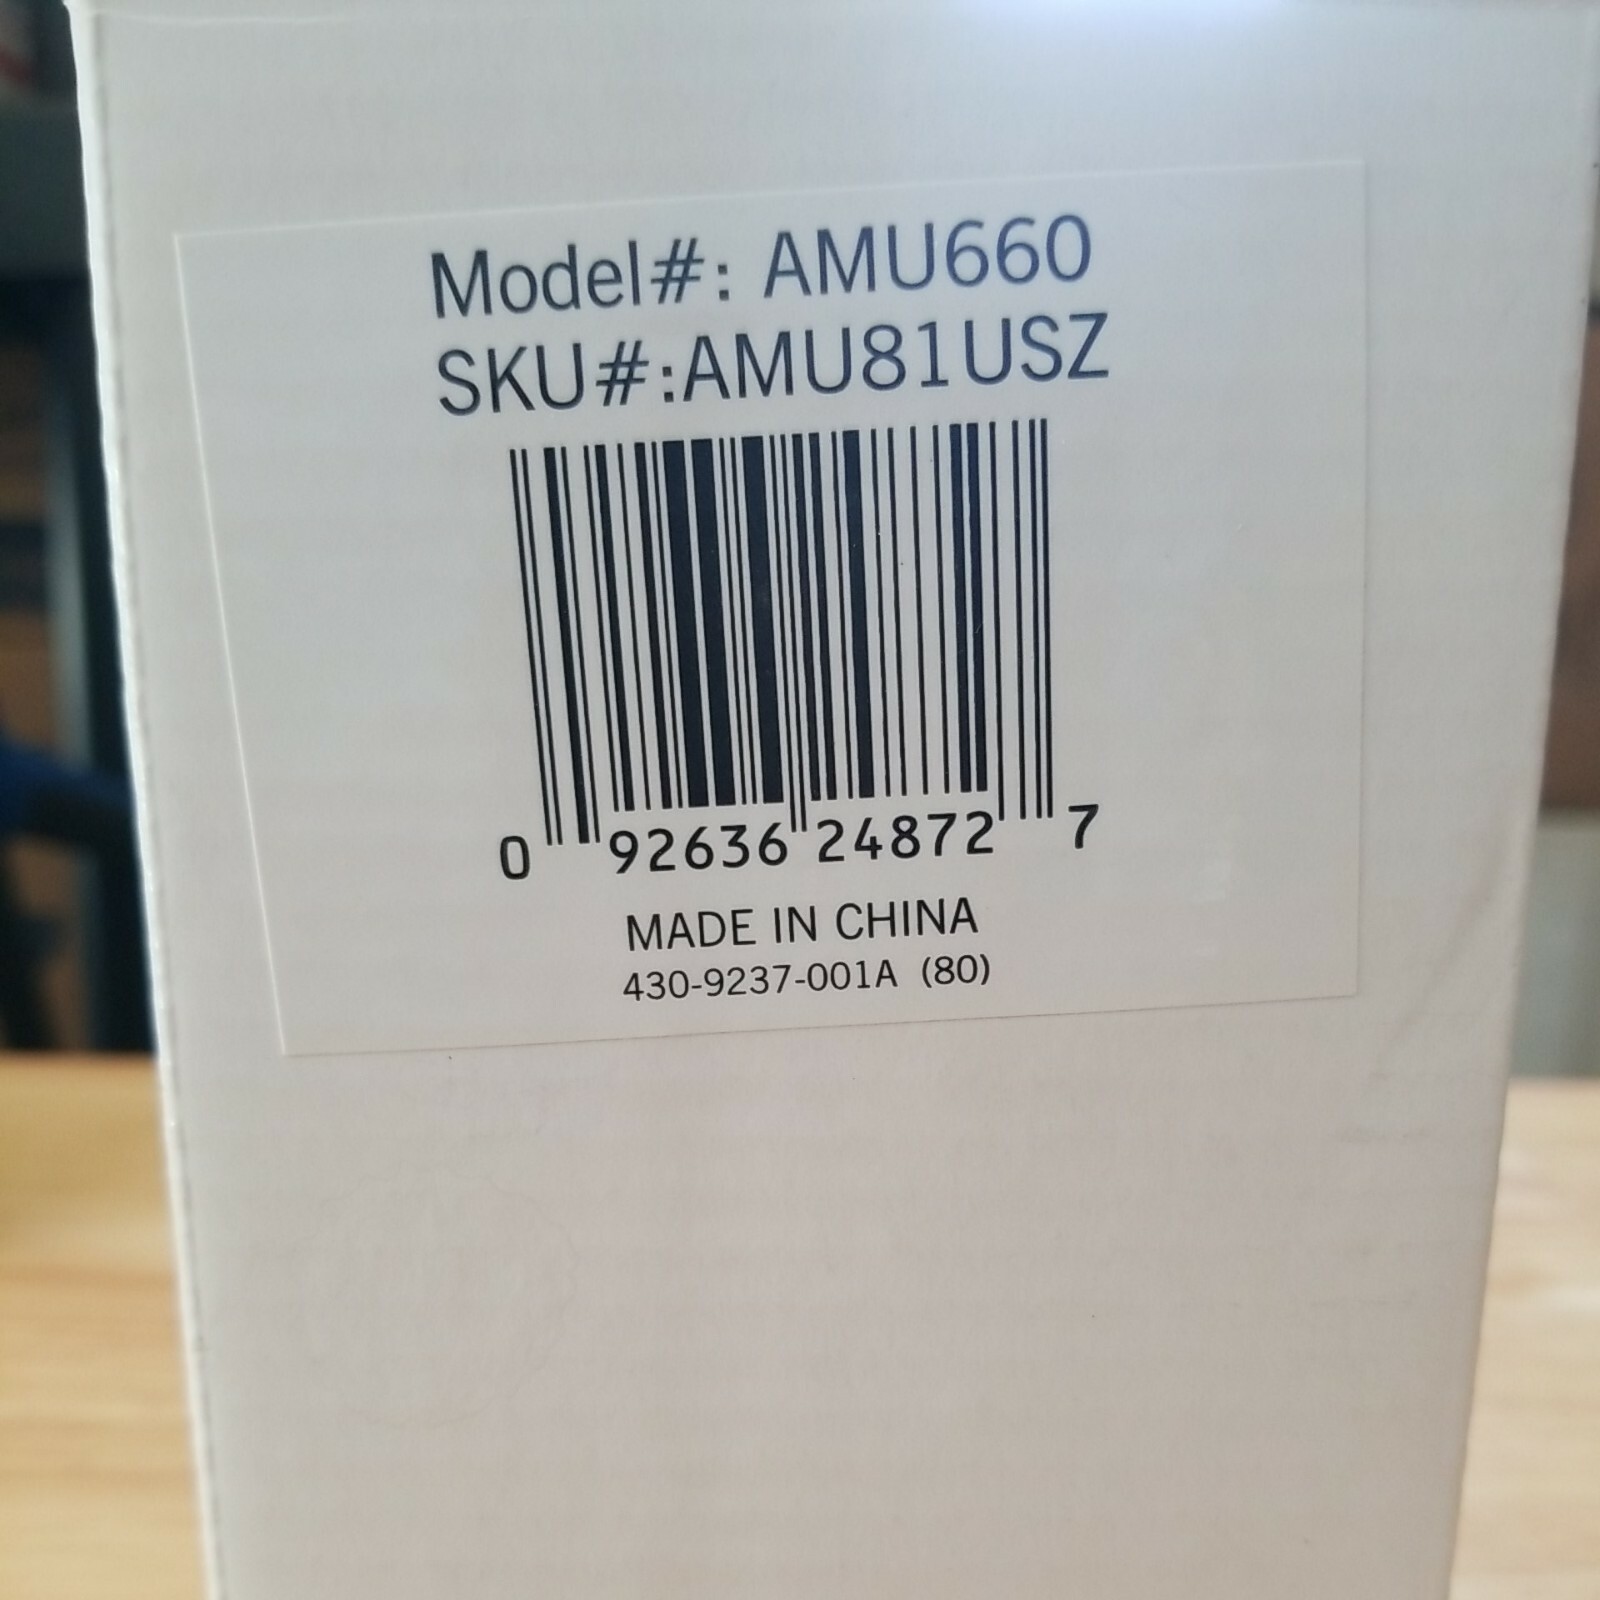 Model#: AMU660
SKU#:AMU81USZ
0 92636 24872 7
MADE IN CHINA
430-9237-001A (80)